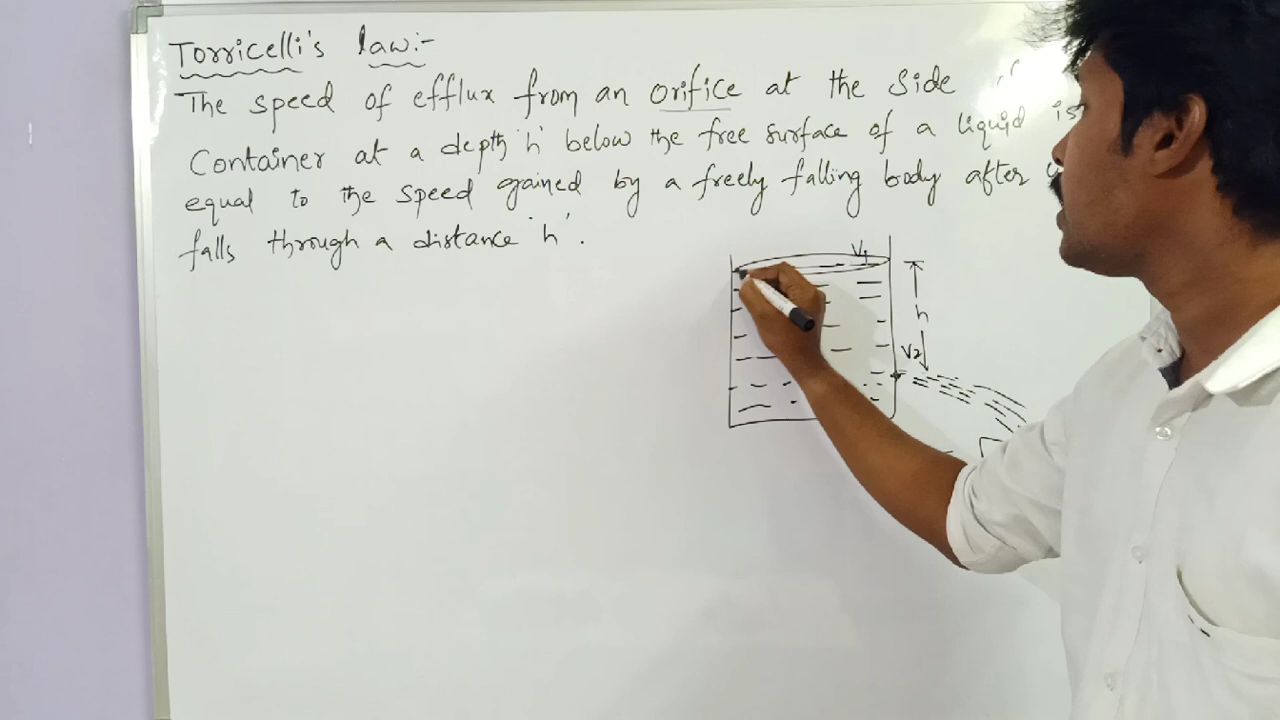 Torricelli's law:-
The speed of efflux from an orifice at the side
Container at a depth 'h' below the free surface of a liquid is
equal to the speed gained by a freely falling body after
falls through a distance 'h'.
V1
h
V2